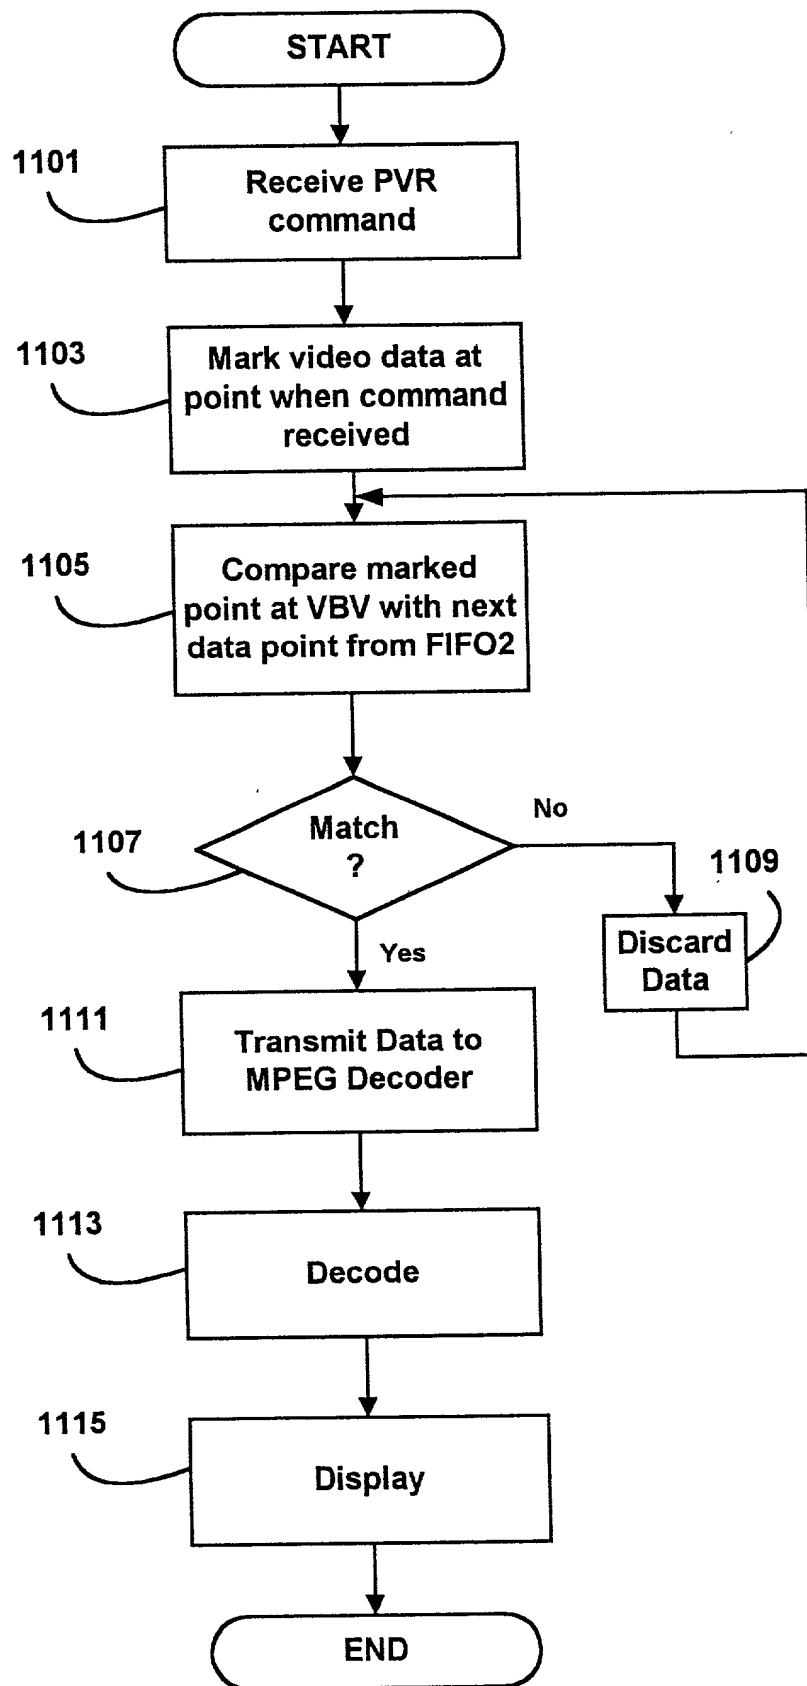 START
1101
Receive PVR
command
1103
Mark video data at
point when command
received
1105
Compare marked
point at VBV with next
data point from FIFO2
1107
Match
?
No
1109
Discard
Data
Yes
1111
Transmit Data to
MPEG Decoder
1113
Decode
1115
Display
END